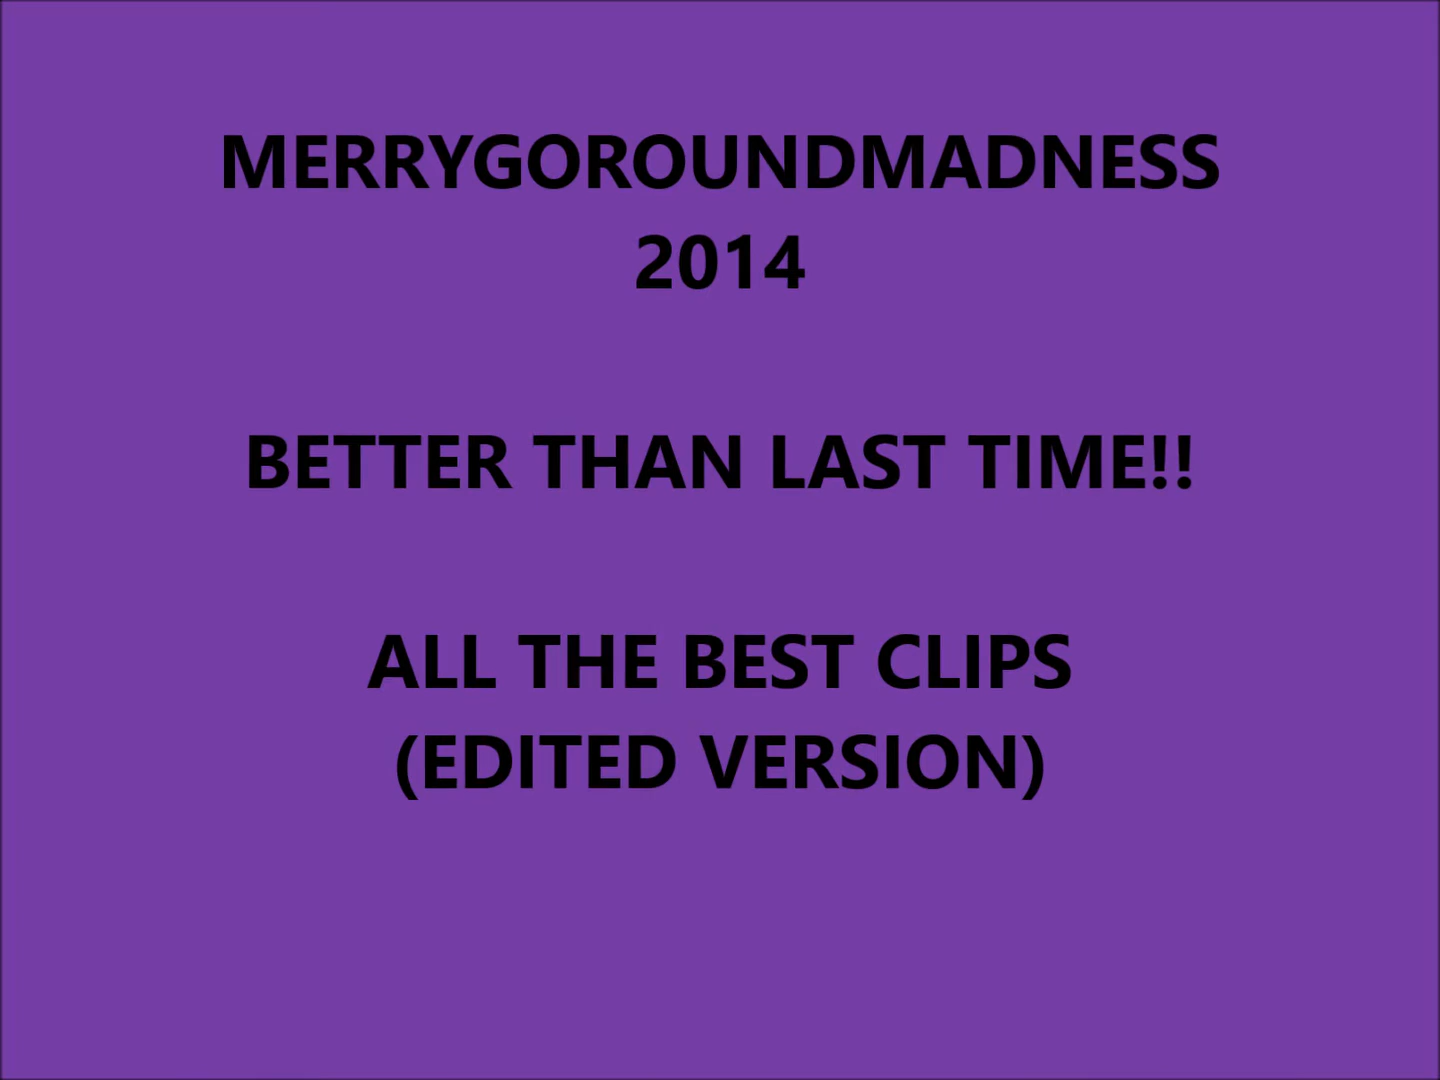 MERRYGOROUNDMADNESS
2014
BETTER THAN LAST TIME!!
ALL THE BEST CLIPS
(EDITED VERSION)